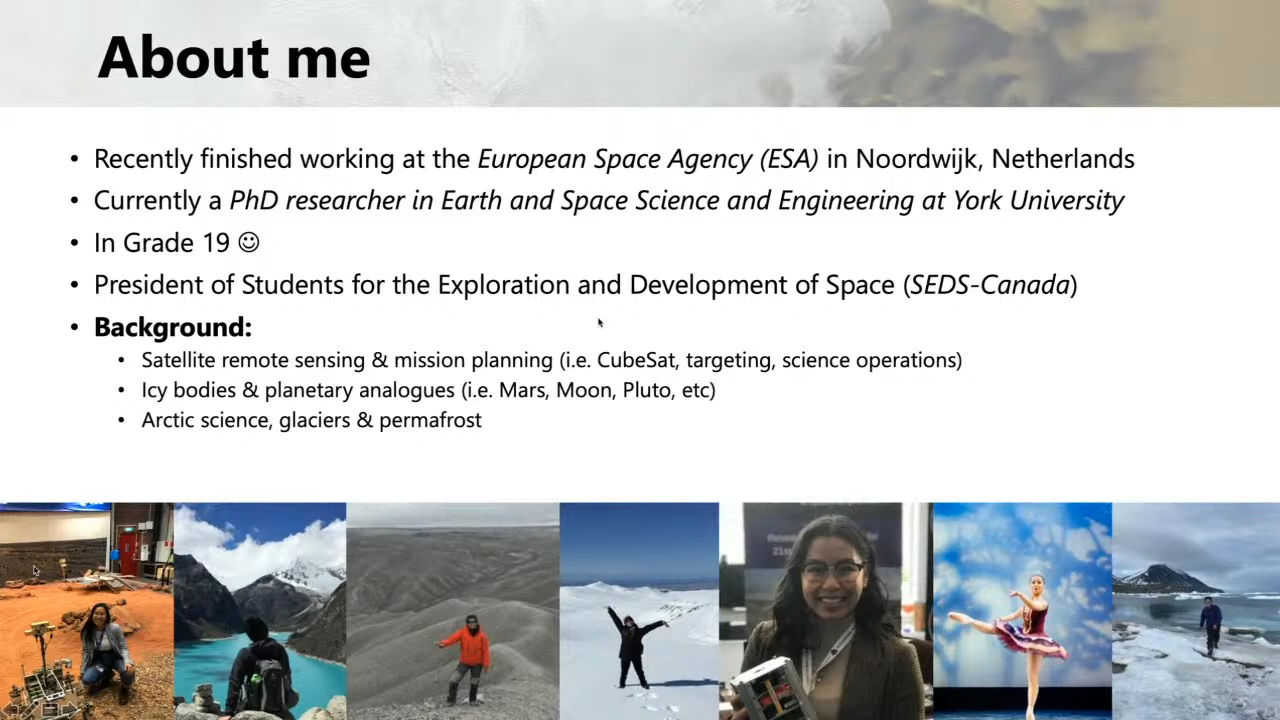 About me
• Recently finished working at the European Space Agency (ESA) in Noordwijk, Netherlands
• Currently a PhD researcher in Earth and Space Science and Engineering at York University
• In Grade 19 ☺
• President of Students for the Exploration and Development of Space (SEDS-Canada)
• Background:
• Satellite remote sensing & mission planning (i.e. CubeSat, targeting, science operations)
• Icy bodies & planetary analogues (i.e. Mars, Moon, Pluto, etc)
• Arctic science, glaciers & permafrost